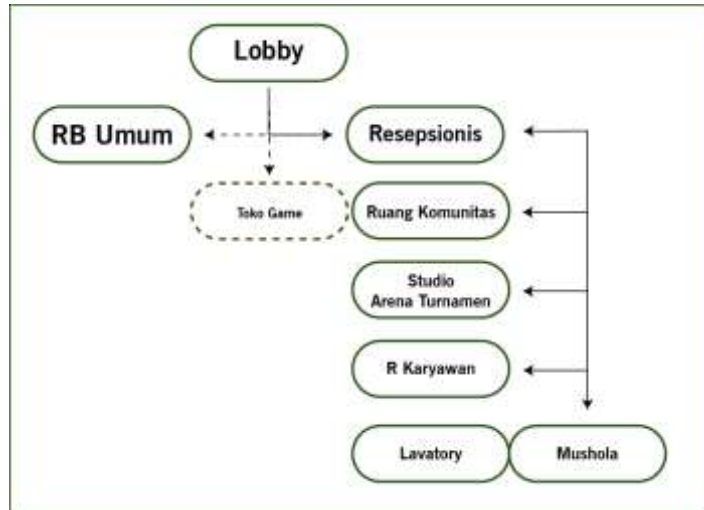 Lobby
RB Umum
Resepsionis
Toko Game
Ruang Komunitas
Studio
Arena Turnamen
R Karyawan
Lavatory
Mushola